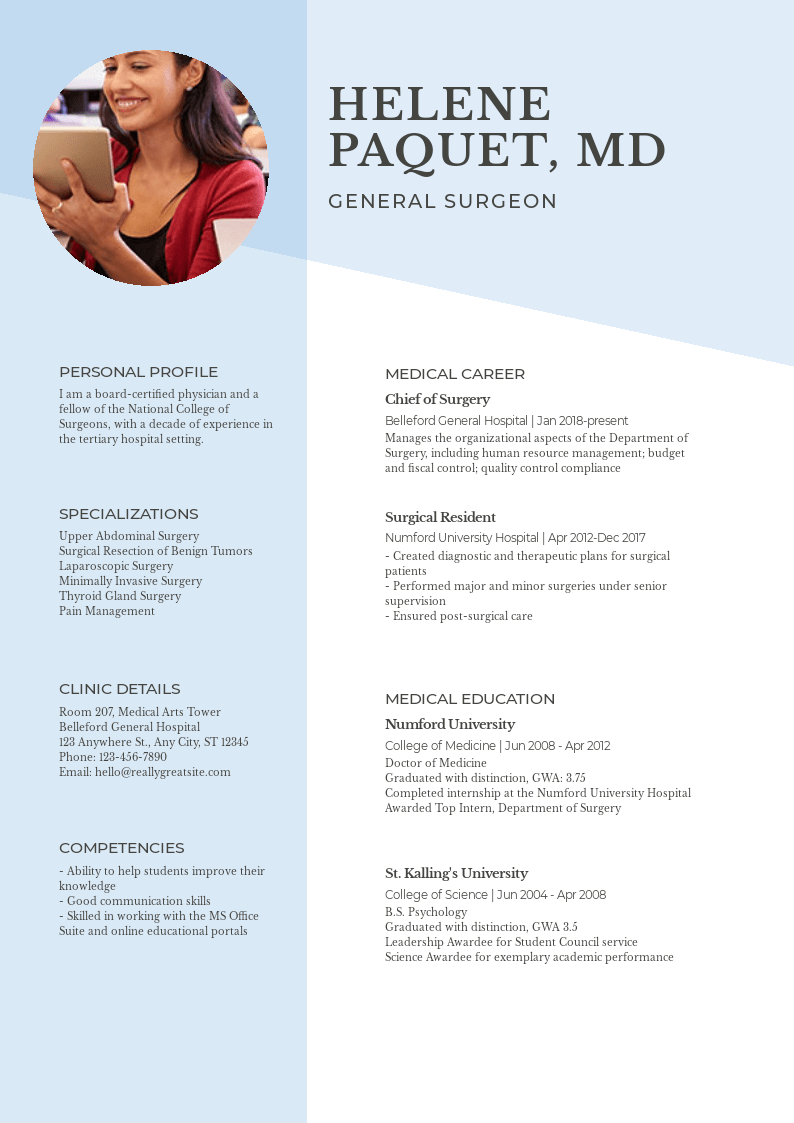 HELENE
PAQUET, MD
GENERAL SURGEON
PERSONAL PROFILE
I am a board-certified physician and a
fellow of the National College of
Surgeons, with a decade of experience in
the tertiary hospital setting.
SPECIALIZATIONS
Upper Abdominal Surgery
Surgical Resection of Benign Tumors
Laparoscopic Surgery
Minimally Invasive Surgery
Thyroid Gland Surgery
Pain Management
CLINIC DETAILS
Room 207, Medical Arts Tower
Belleford General Hospital
123 Anywhere St., Any City, ST 12345
Phone: 123-456-7890
Email: hello@reallygreatsite.com
COMPETENCIES
- Ability to help students improve their
knowledge
- Good communication skills
- Skilled in working with the MS Office
Suite and online educational portals
MEDICAL CAREER
Chief of Surgery
Belleford General Hospital | Jan 2018-present
Manages the organizational aspects of the Department of
Surgery, including human resource management; budget
and fiscal control; quality control compliance
Surgical Resident
Numford University Hospital | Apr 2012-Dec 2017
- Created diagnostic and therapeutic plans for surgical
patients
- Performed major and minor surgeries under senior
supervision
- Ensured post-surgical care
MEDICAL EDUCATION
Numford University
College of Medicine | Jun 2008 - Apr 2012
Doctor of Medicine
Graduated with distinction, GWA: 3.75
Completed internship at the Numford University Hospital
Awarded Top Intern, Department of Surgery
St. Kalling's University
College of Science | Jun 2004 - Apr 2008
B.S. Psychology
Graduated with distinction, GWA 3.5
Leadership Awardee for Student Council service
Science Awardee for exemplary academic performance